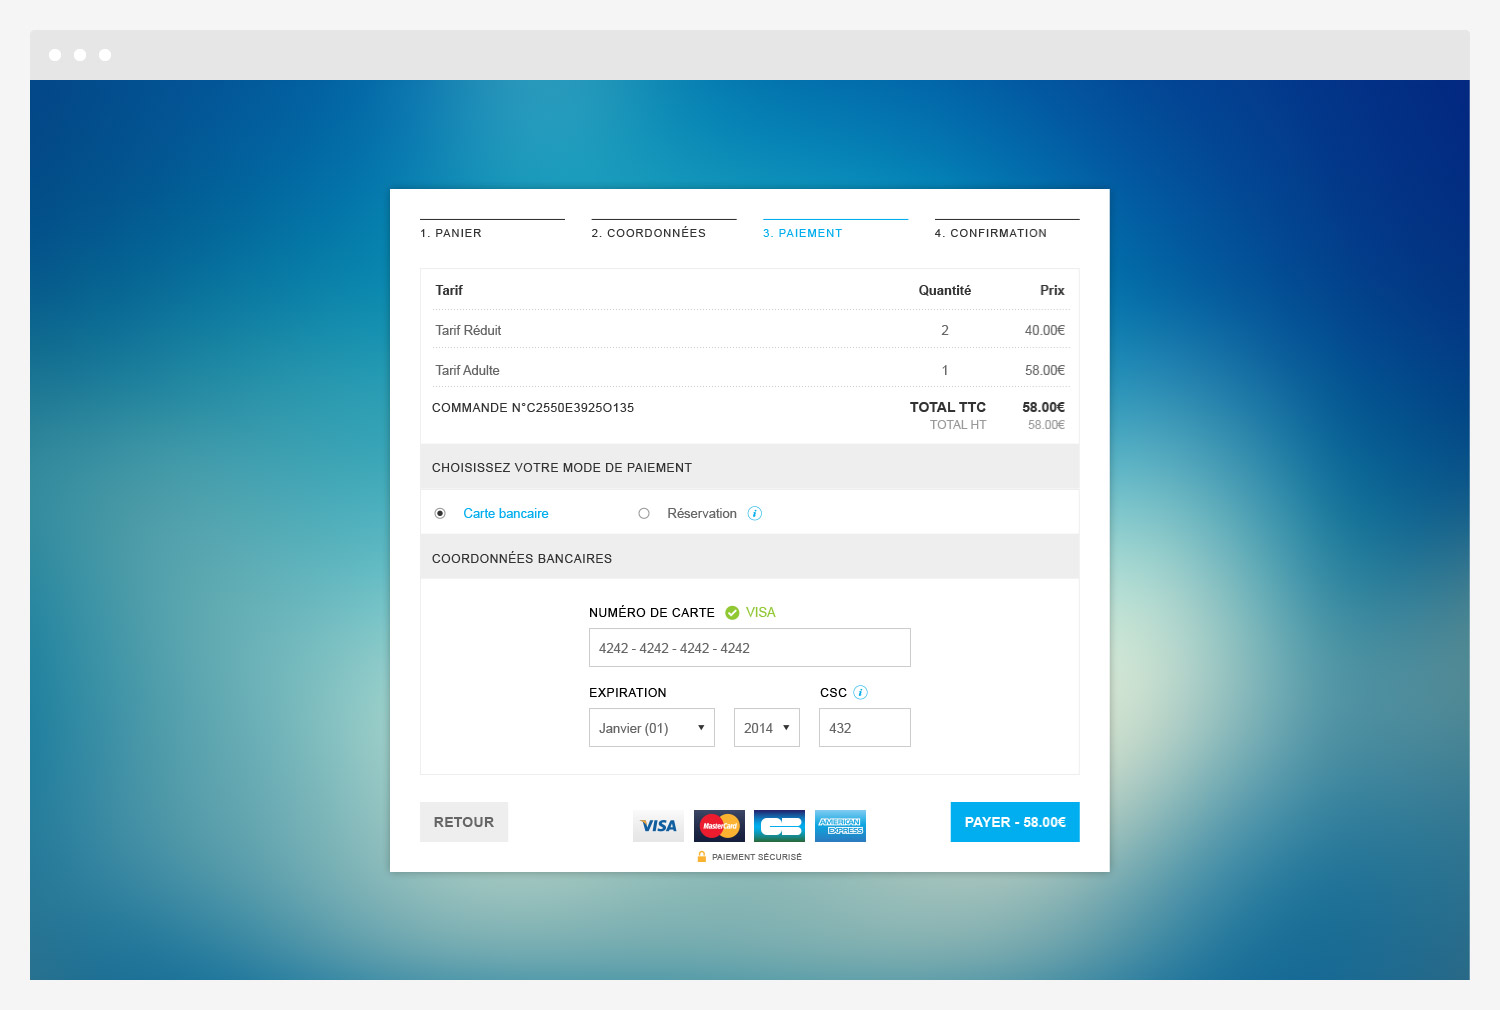 1. PANIER 2. COORDONNÉES 3. PAIEMENT 4. CONFIRMATION
Tarif Quantité Prix
Tarif Réduit 2 40.00€
Tarif Adulte 1 58.00€
COMMANDE N°C2550E3925O135 TOTAL TTC 58.00€
TOTAL HT 58.00€
CHOISISSEZ VOTRE MODE DE PAIEMENT
Carte bancaire Réservation i
COORDONNÉES BANCAIRES
NUMÉRO DE CARTE VISA
4242 - 4242 - 4242 - 4242
EXPIRATION CSC i
Janvier (01) 2014 432
RETOUR VISA MasterCard CB AMERICAN EXPRESS PAYER - 58.00€
PAIEMENT SÉCURISÉ